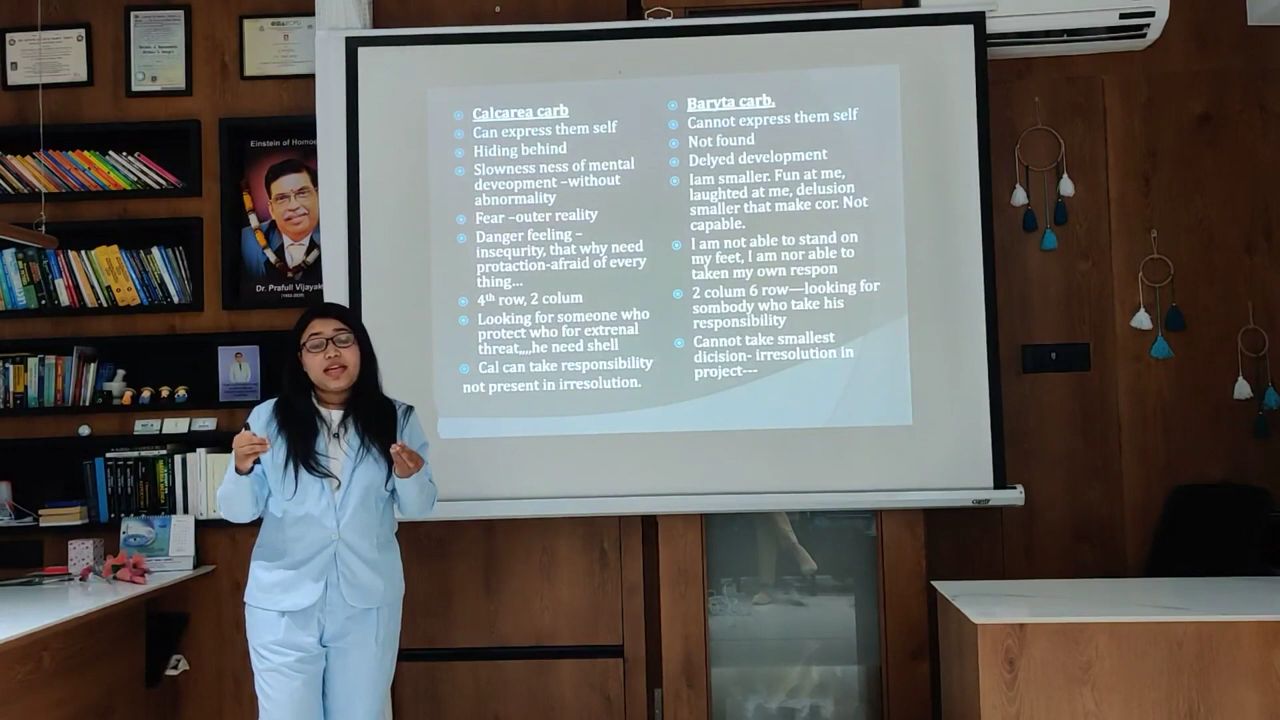 Einstein of Homoe
Dr. Prafull Vijayak
Calcarea carb
Can express them self
Hiding behind
Slowness ness of mental
deveopment –without
abnormality
Fear –outer reality
Danger feeling –
insequrity, that why need
protaction-afraid of every
thing...
4th row, 2 colum
Looking for someone who
protect who for extrenal
threat,,,,he need shell
Cal can take responsibility
not present in irresolution.
Baryta carb.
Cannot express them self
Not found
Delyed development
Iam smaller. Fun at me,
laughted at me, delusion
smaller that make cor. Not
capable.
I am not able to stand on
my feet, I am nor able to
taken my own respon
2 colum 6 row—looking for
sombody who take his
responsibility
Cannot take smallest
dicision- irresolution in
project---